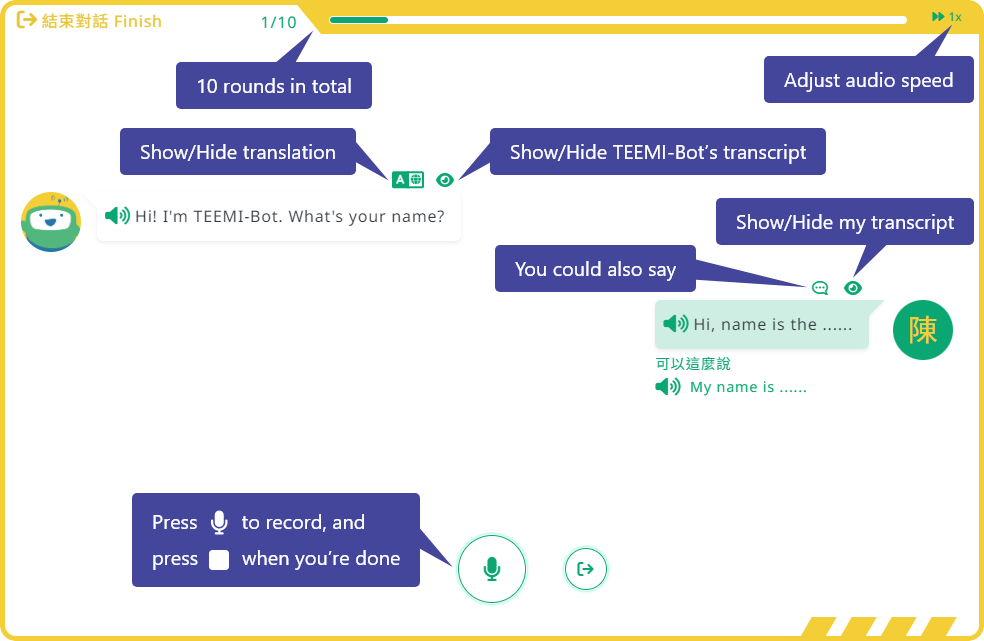 結束對話 Finish
1/10
1x
10 rounds in total
Adjust audio speed
Show/Hide translation
Show/Hide TEEMI-Bot's transcript
A
Hi! I'm TEEMI-Bot. What's your name?
Show/Hide my transcript
You could also say
Hi, name is the ......
陳
可以這麼說
My name is ......
Press to record, and
press when you're done